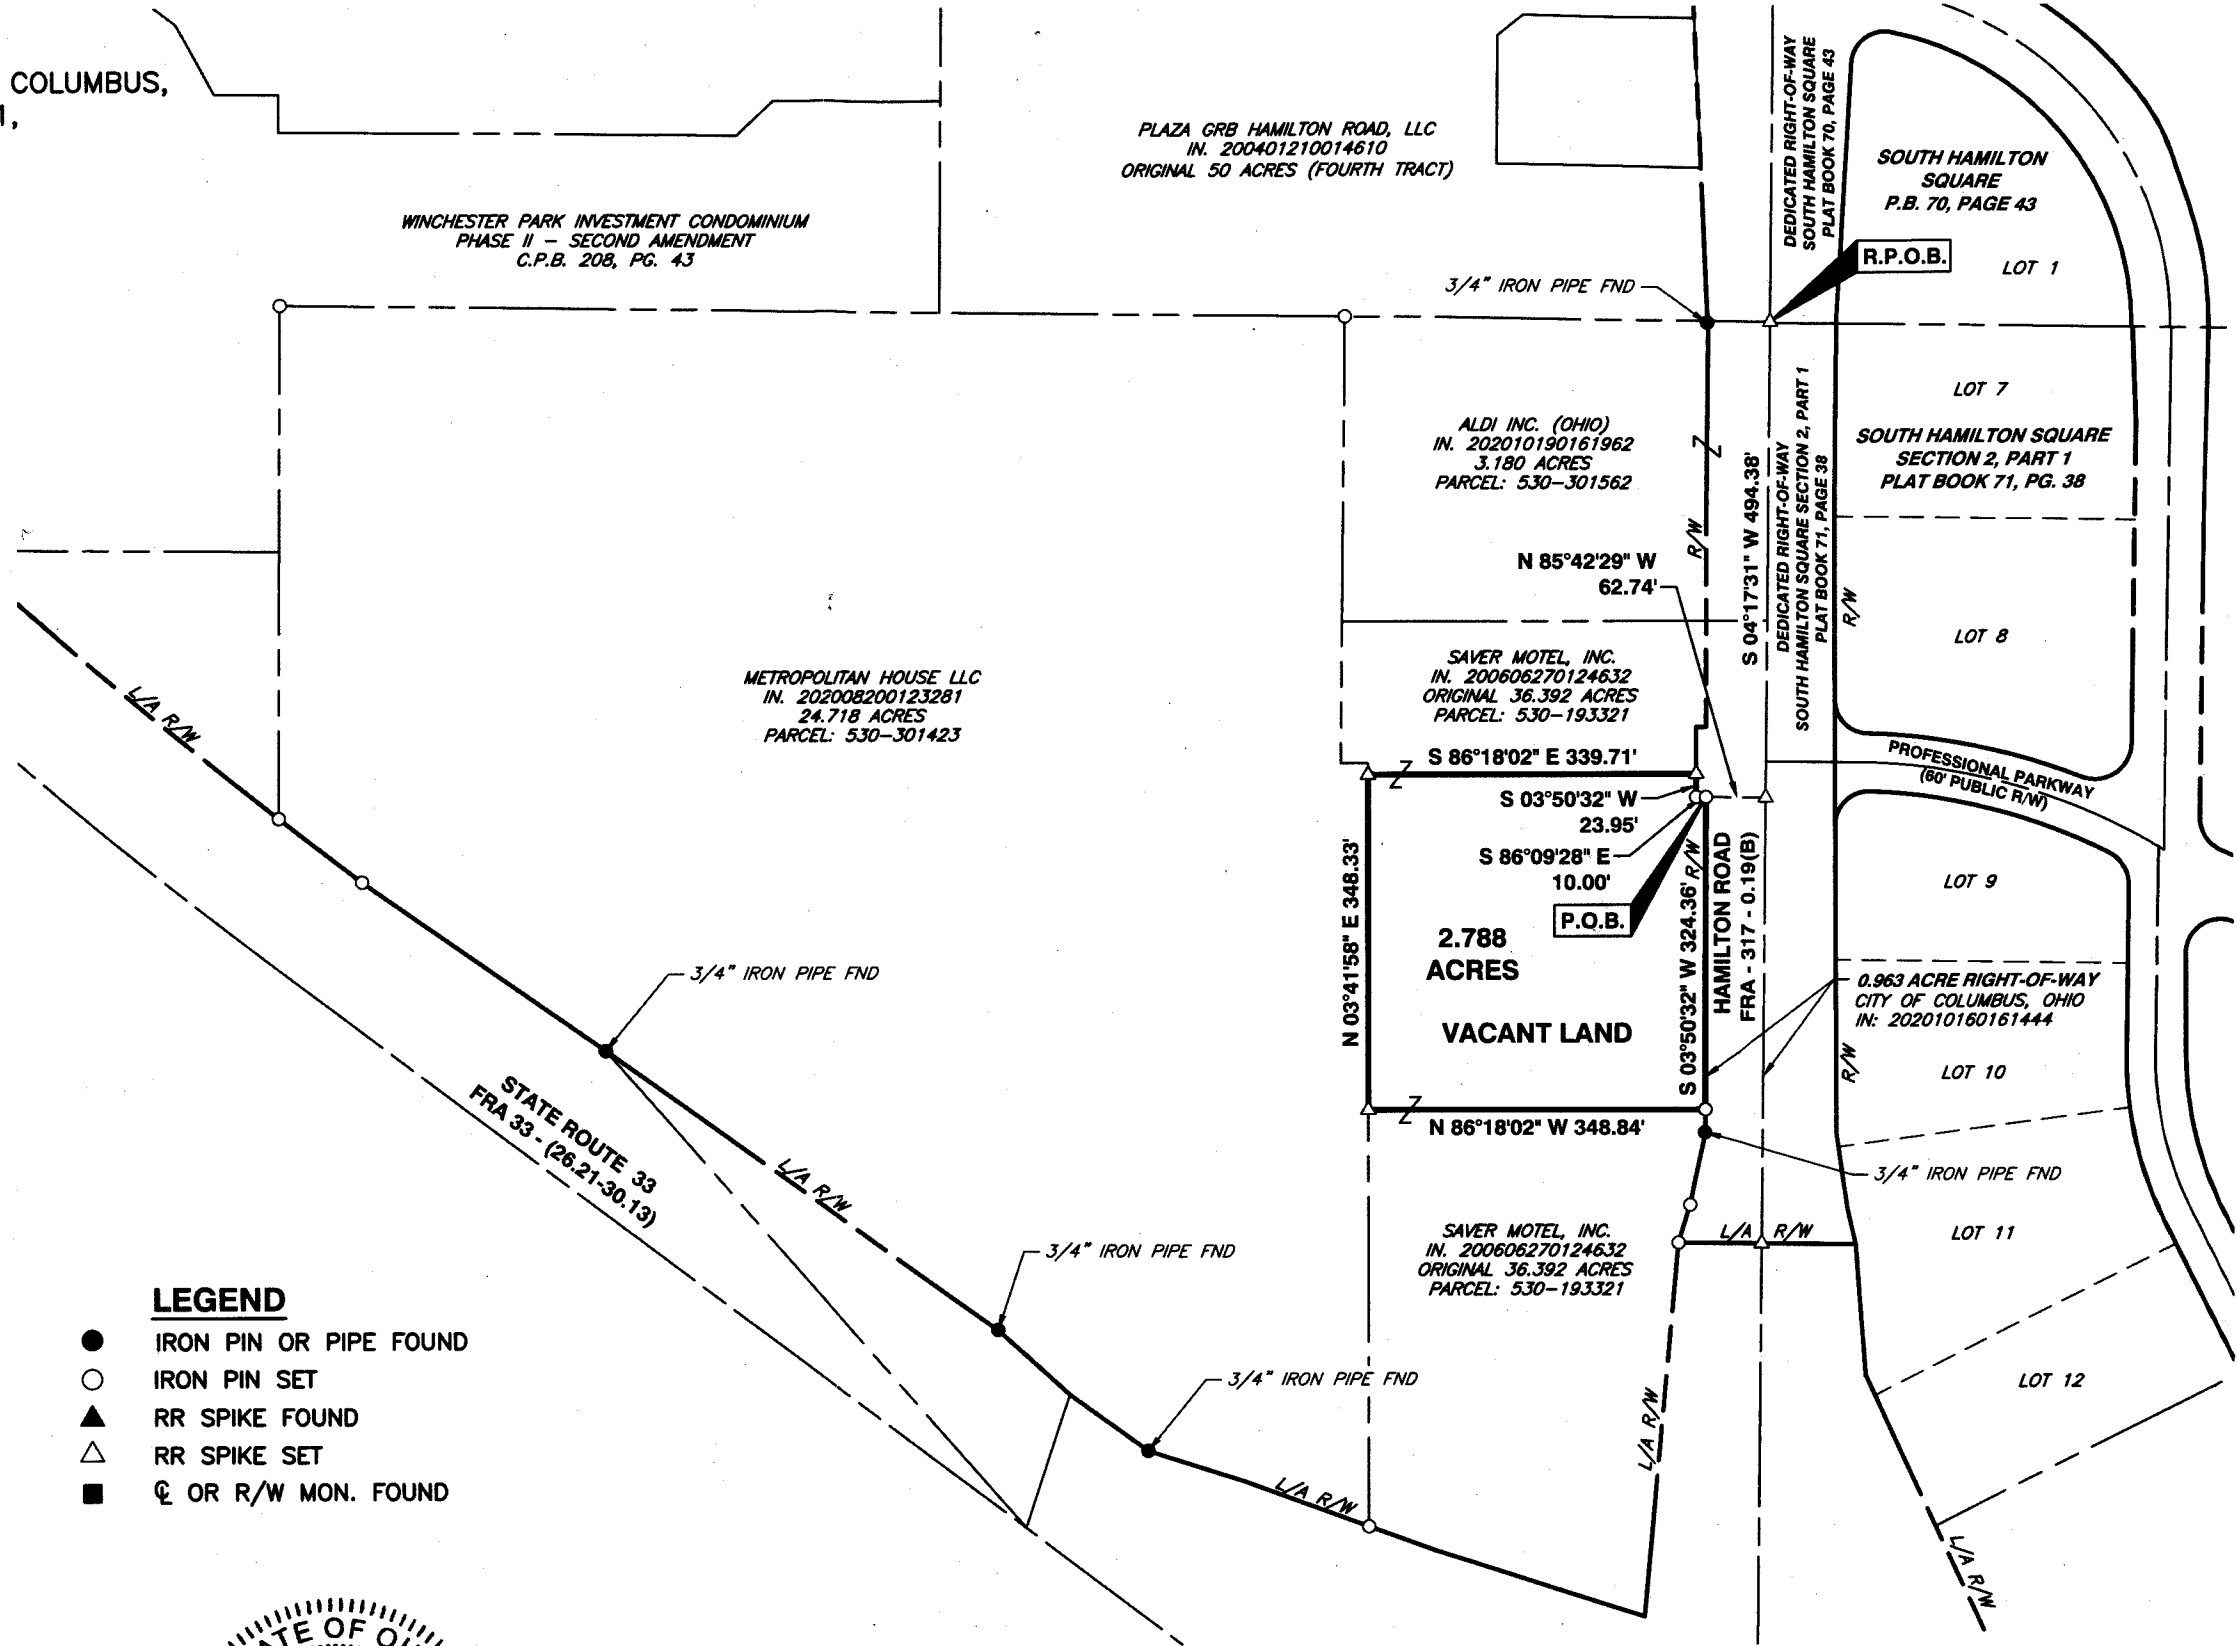 COLUMBUS,
PLAZA GRB HAMILTON ROAD, LLC
IN. 200401210014610
ORIGINAL 50 ACRES (FOURTH TRACT)
WINCHESTER PARK INVESTMENT CONDOMINIUM
PHASE II – SECOND AMENDMENT
C.P.B. 208, PG. 43
DEDICATED RIGHT-OF-WAY
SOUTH HAMILTON SQUARE
PLAT BOOK 70, PAGE 43
SOUTH HAMILTON
SQUARE
P.B. 70, PAGE 43
R.P.O.B.
LOT 1
3/4" IRON PIPE FND
LOT 7
SOUTH HAMILTON SQUARE
SECTION 2, PART 1
PLAT BOOK 71, PG. 38
ALDI INC. (OHIO)
IN. 202010190161962
3.180 ACRES
PARCEL: 530-301562
Z
R/W
S 04°17'31" W 494.38'
DEDICATED RIGHT-OF-WAY
SOUTH HAMILTON SQUARE SECTION 2, PART 1
PLAT BOOK 71, PAGE 38
R/W
N 85°42'29" W
62.74'
LOT 8
METROPOLITAN HOUSE LLC
IN. 202008200123281
24.718 ACRES
PARCEL: 530-301423
SAVER MOTEL, INC.
IN. 200606270124632
ORIGINAL 36.392 ACRES
PARCEL: 530-193321
L/A R/W
S 86°18'02" E 339.71'
Z
PROFESSIONAL PARKWAY
(60' PUBLIC R/W)
S 03°50'32" W
23.95'
S 86°09'28" E
10.00'
P.O.B.
N 03°41'58" E 348.33'
R/W
S 03°50'32" W 324.36'
HAMILTON ROAD
FRA - 317 - 0.19(B)
LOT 9
2.788
ACRES
VACANT LAND
3/4" IRON PIPE FND
0.963 ACRE RIGHT-OF-WAY
CITY OF COLUMBUS, OHIO
IN: 202010160161444
R/W
LOT 10
Z
N 86°18'02" W 348.84'
STATE ROUTE 33
FRA 33 - (26.21-30.13)
L/A R/W
3/4" IRON PIPE FND
LOT 11
L/A R/W
SAVER MOTEL, INC.
IN. 200606270124632
ORIGINAL 36.392 ACRES
PARCEL: 530-193321
3/4" IRON PIPE FND
3/4" IRON PIPE FND
LOT 12
L/A R/W
L/A R/W
L/A R/W
LEGEND
IRON PIN OR PIPE FOUND
IRON PIN SET
RR SPIKE FOUND
RR SPIKE SET
℄ OR R/W MON. FOUND
OF